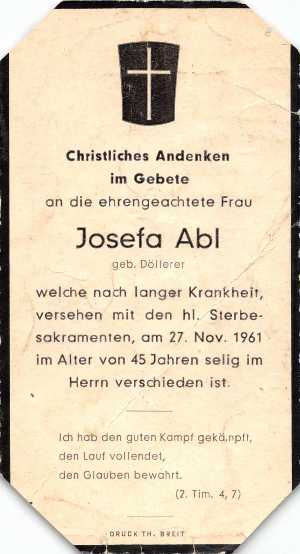 Christliches Andenken
im Gebete
an die ehrengeachtete Frau
Josefa Abl
geb. Döllerer
welche nach langer Krankheit,
versehen mit den hl. Sterbe-
sakramenten, am 27. Nov. 1961
im Alter von 45 Jahren selig im
Herrn verschieden ist.
Ich hab den guten Kampf gekämpft,
den Lauf vollendet,
den Glauben bewahrt.
(2. Tim. 4, 7)
DRUCK TH. BREIT